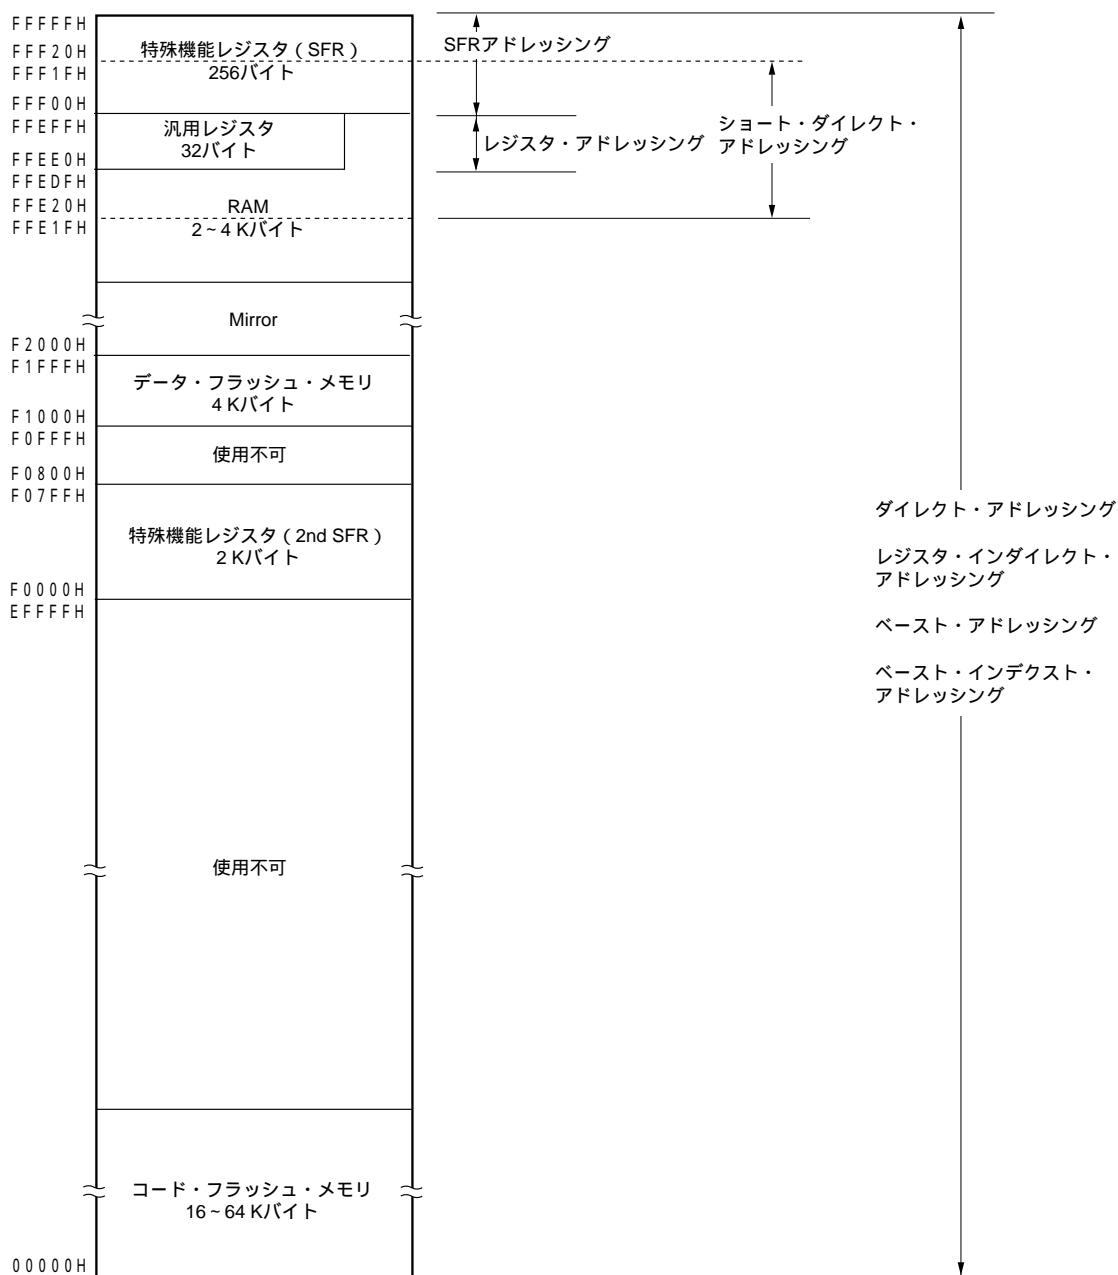 FFFFFH
FFF20H
FFF1FH
FFF00H
FFEFFH
FFEE0H
FFEDFH
FFE20H
FFE1FH
F2000H
F1FFFH
F1000H
F0FFFH
F0800H
F07FFH
F0000H
EFFFFH
00000H
特殊機能レジスタ（SFR）
256バイト
汎用レジスタ
32バイト
RAM
2～4 Kバイト
Mirror
データ・フラッシュ・メモリ
4 Kバイト
使用不可
特殊機能レジスタ（2nd SFR）
2 Kバイト
使用不可
コード・フラッシュ・メモリ
16～64 Kバイト
SFRアドレッシング
レジスタ・アドレッシング
ショート・ダイレクト・
アドレッシング
ダイレクト・アドレッシング
レジスタ・インダイレクト・
アドレッシング
ベースト・アドレッシング
ベースト・インデクスト・
アドレッシング